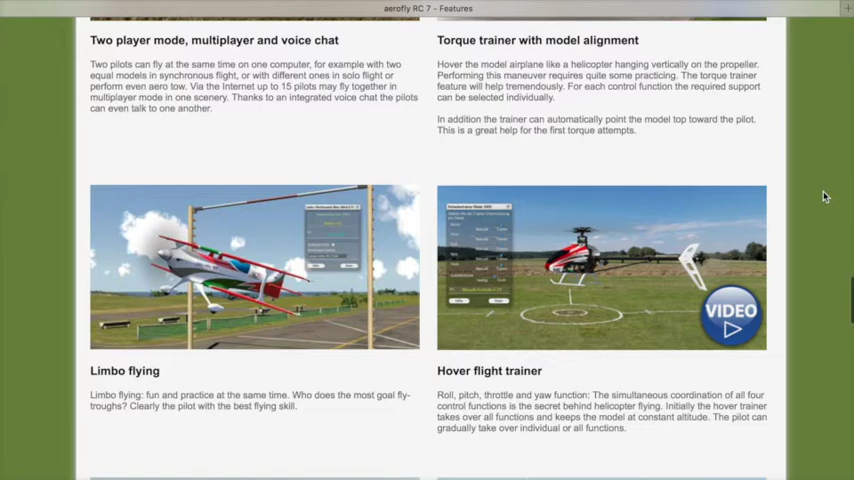 aerofly RC 7 - Features
Two player mode, multiplayer and voice chat
Two pilots can fly at the same time on one computer, for example with two
equal models in synchronous flight, or with different ones in solo flight or
perform even aero tow. Via the Internet up to 15 pilots may fly together in
multiplayer mode in one scenery. Thanks to an integrated voice chat the pilots
can even talk to one another.
Torque trainer with model alignment
Hover the model airplane like a helicopter hanging vertically on the propeller.
Performing this maneuver requires quite some practicing. The torque trainer
feature will help tremendously. For each control function the required support
can be selected individually.
In addition the trainer can automatically point the model top toward the pilot.
This is a great help for the first torque attempts.
VIDEO
Limbo flying
Limbo flying: fun and practice at the same time. Who does the most goal fly-
troughs? Clearly the pilot with the best flying skill.
Hover flight trainer
Roll, pitch, throttle and yaw function: The simultaneous coordination of all four
control functions is the secret behind helicopter flying. Initially the hover trainer
takes over all functions and keeps the model at constant altitude. The pilot can
gradually take over individual or all functions.